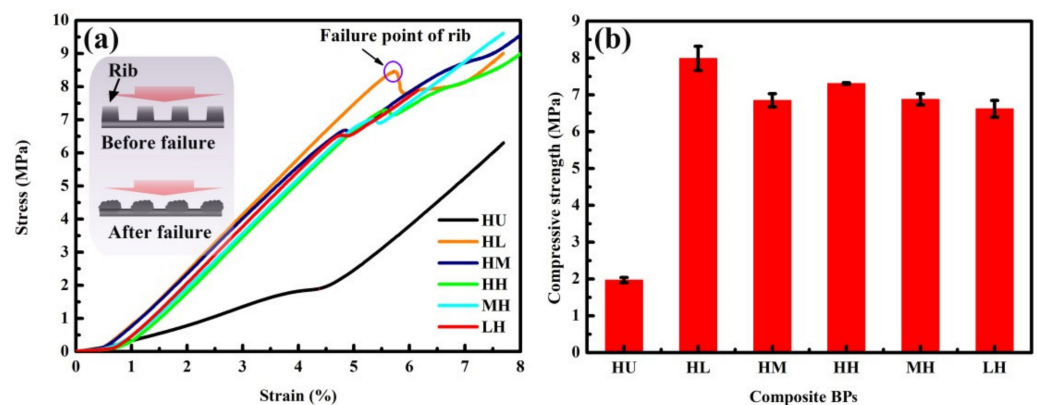 (a)
Failure point of rib
Rib
Before failure
After failure
HU
HL
HM
HH
MH
LH
10
9
8
7
6
5
4
3
2
1
0
Stress (MPa)
0 1 2 3 4 5 6 7 8
Strain (%)
(b)
9
8
7
6
5
4
3
2
1
0
Compressive strength (MPa)
HU HL HM HH MH LH
Composite BPs